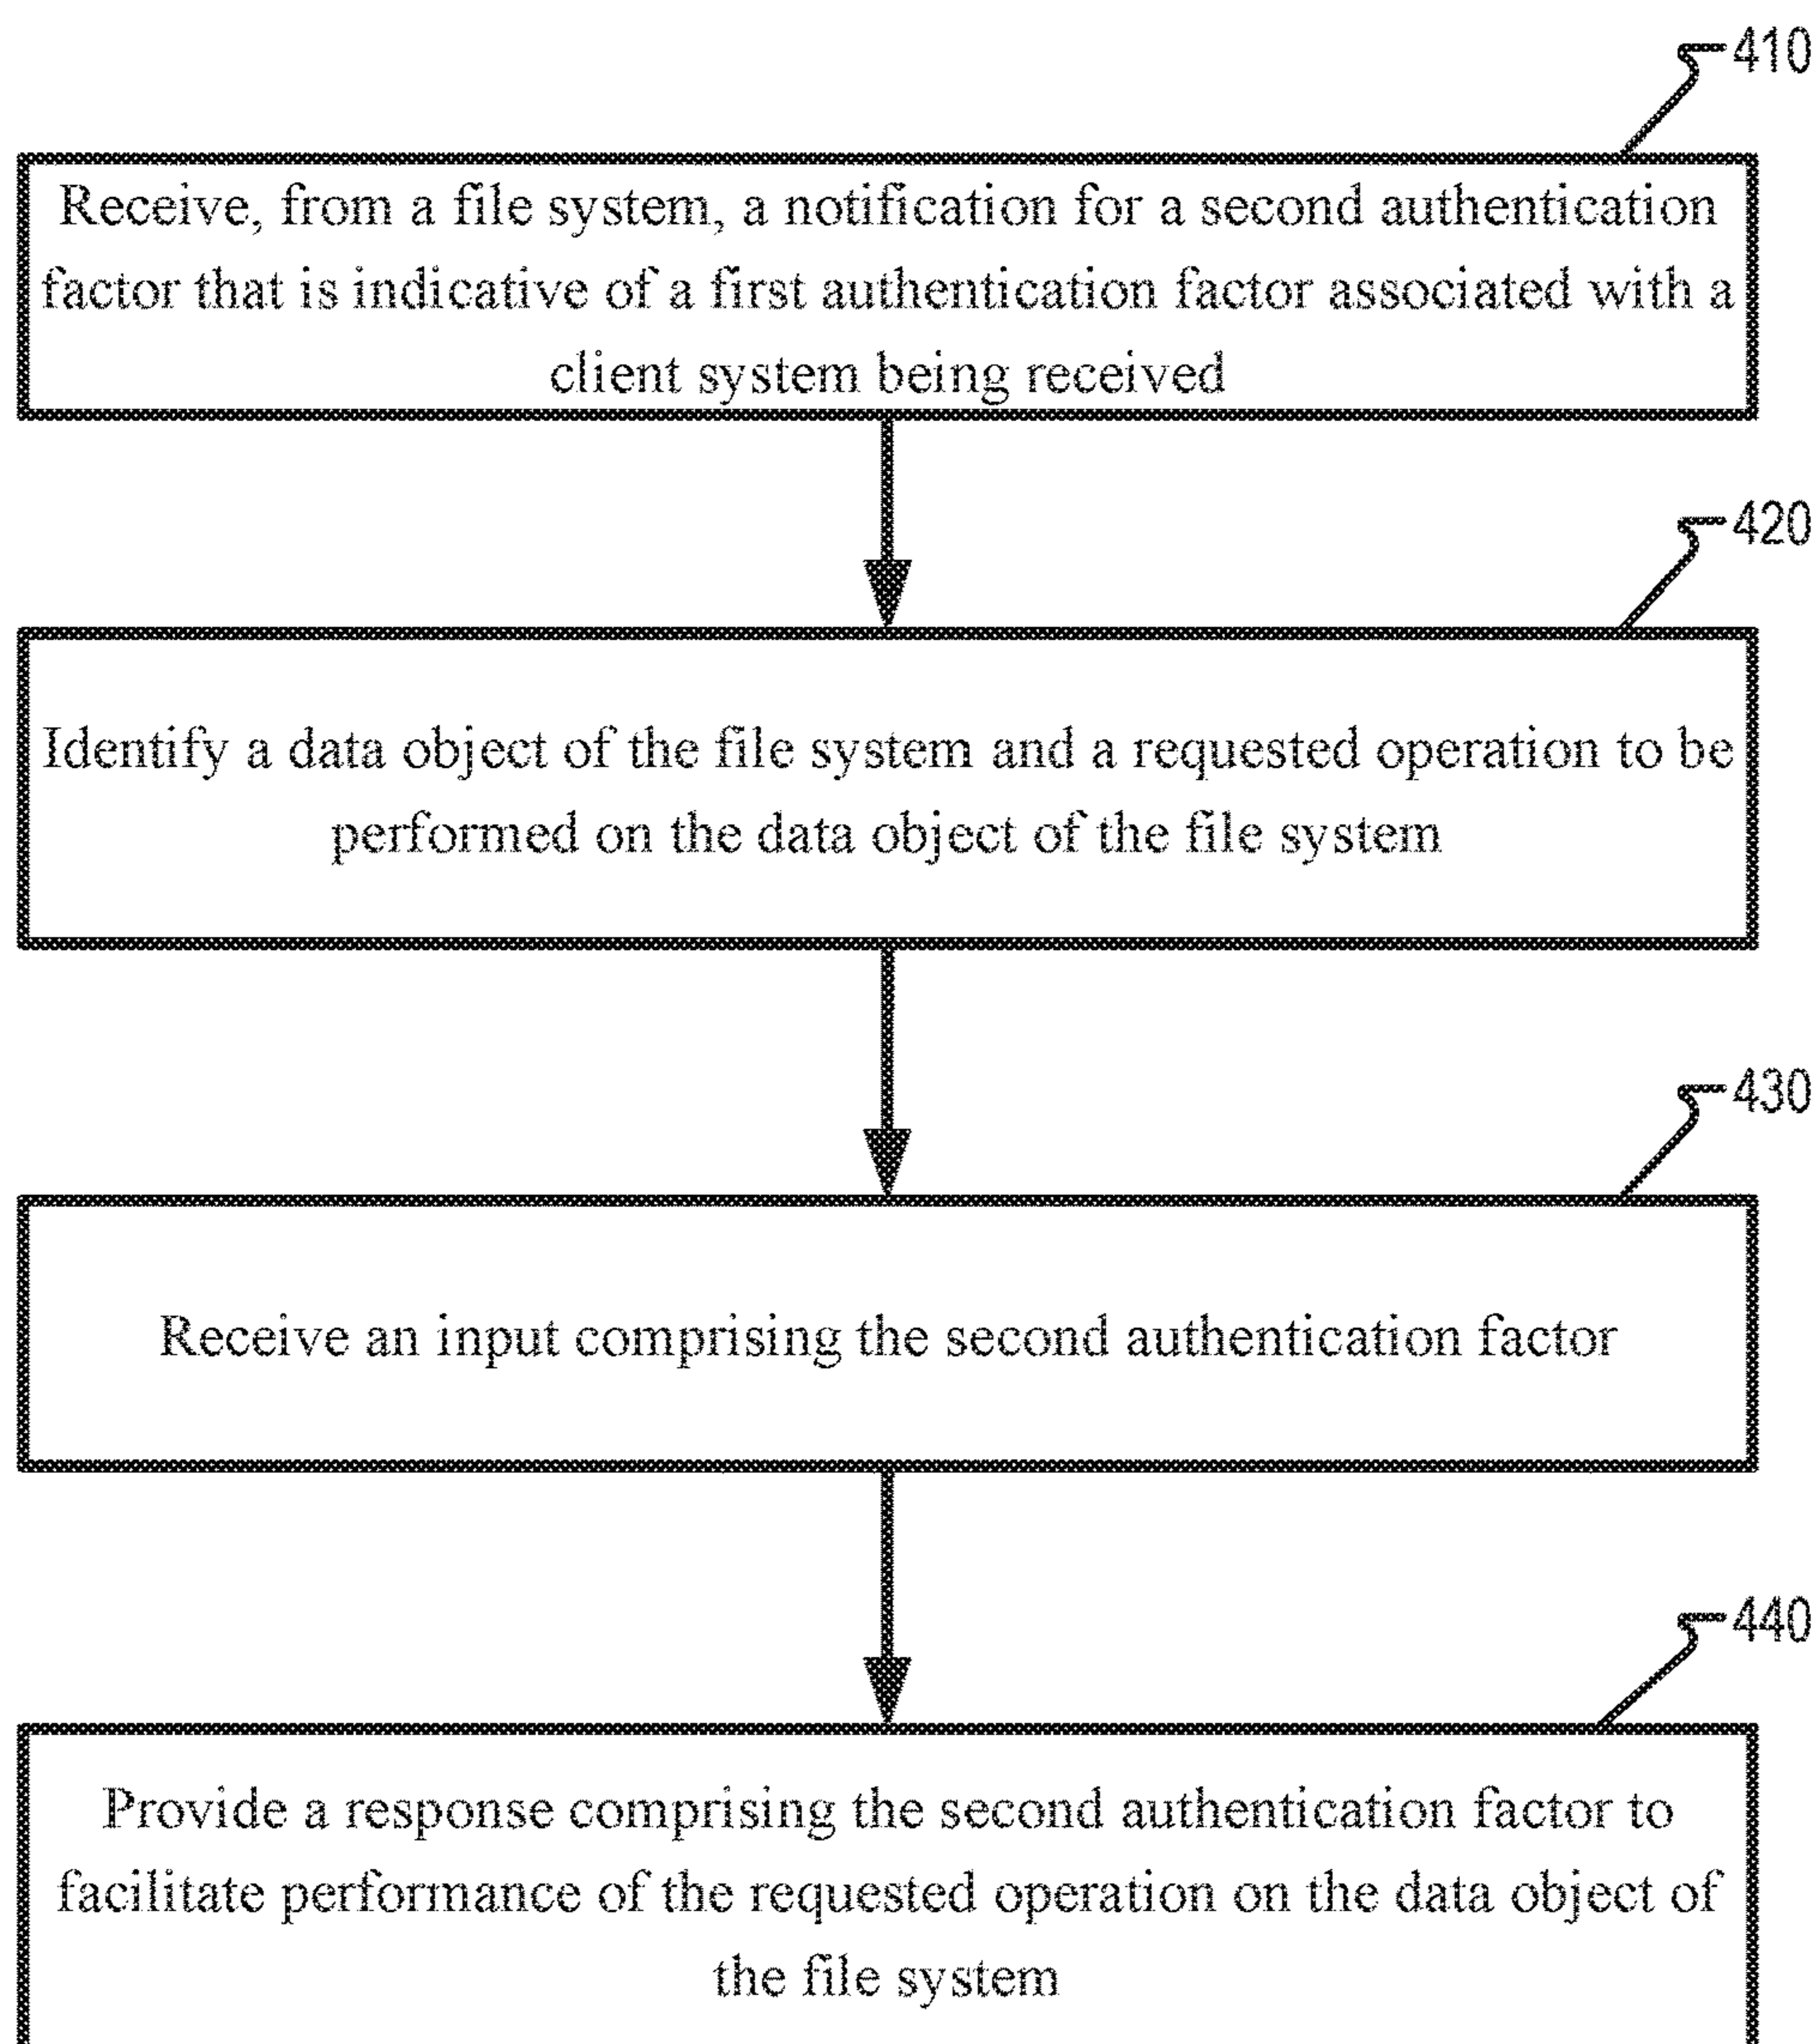 410
Receive, from a file system, a notification for a second authentication
factor that is indicative of a first authentication factor associated with a
client system being received
420
Identify a data object of the file system and a requested operation to be
performed on the data object of the file system
430
Receive an input comprising the second authentication factor
440
Provide a response comprising the second authentication factor to
facilitate performance of the requested operation on the data object of
the file system